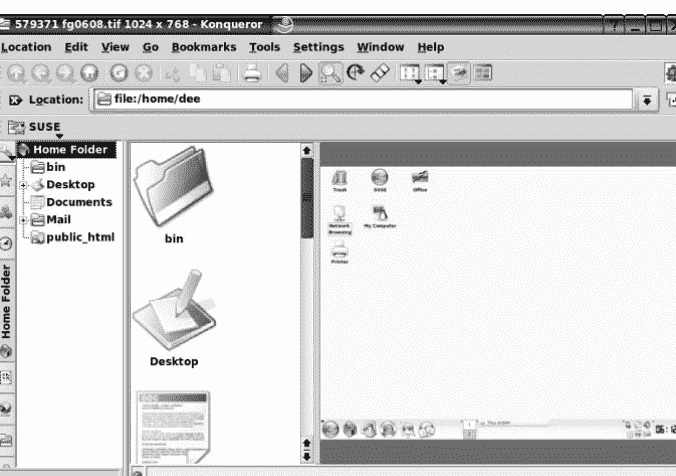 579371 fg0608.tif 1024 x 768 - Konqueror
Location Edit View Go Bookmarks Tools Settings Window Help
Location: file:/home/dee
SUSE
Home Folder
bin
Desktop
Documents
Mail
public_html
Home Folder
bin
Desktop
Trash SUSE Office
Network Browsing My Computer
Printer